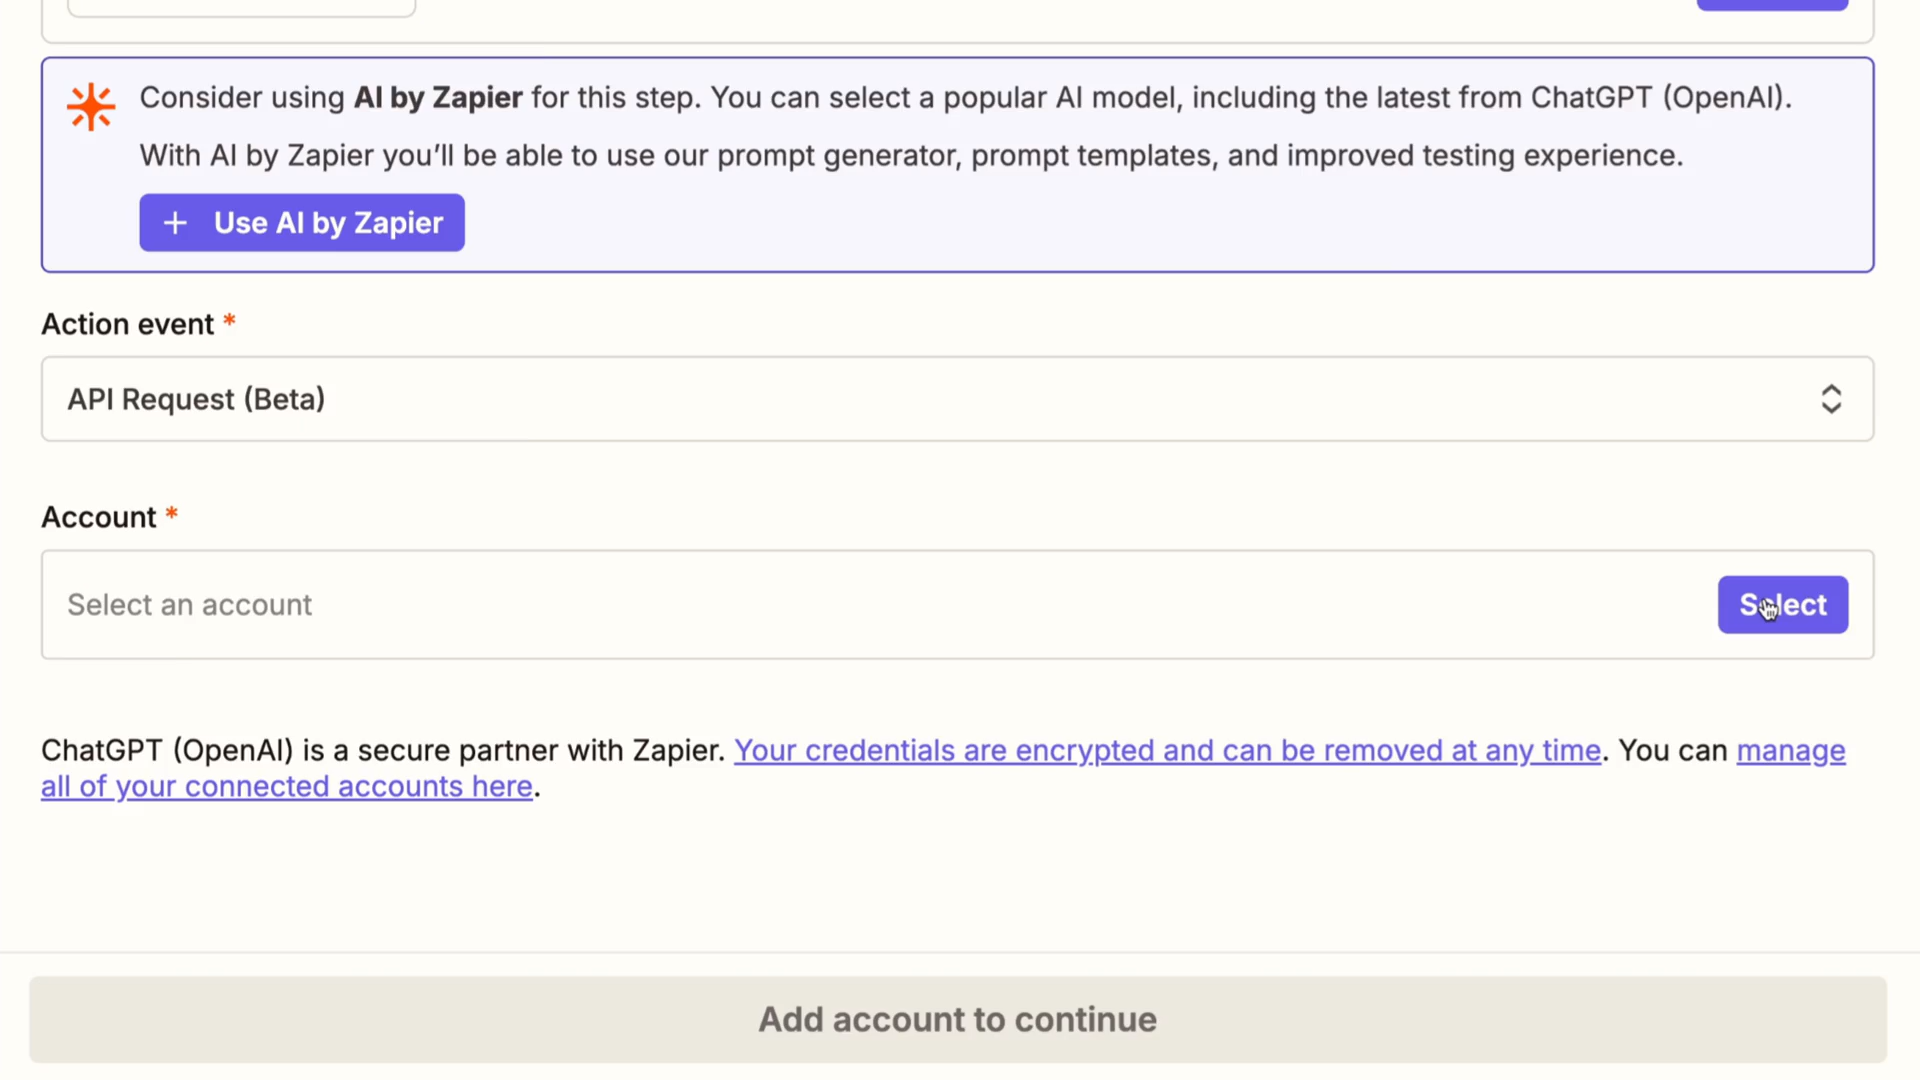 Consider using AI by Zapier for this step. You can select a popular AI model, including the latest from ChatGPT (OpenAI).
With AI by Zapier you’ll be able to use our prompt generator, prompt templates, and improved testing experience.
+ Use AI by Zapier
Action event *
API Request (Beta)
Account *
Select an account
Select
ChatGPT (OpenAI) is a secure partner with Zapier. Your credentials are encrypted and can be removed at any time. You can manage
all of your connected accounts here.
Add account to continue